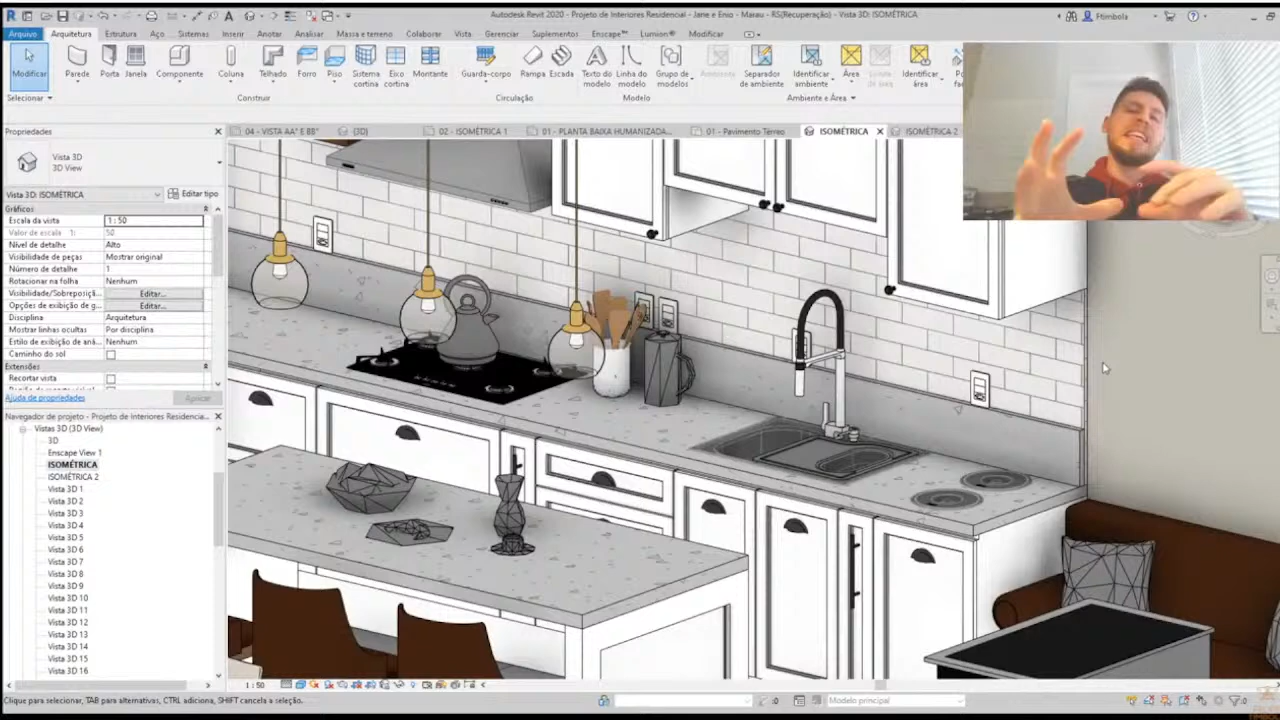 Autodesk Revit 2020 - Projeto de Interiores Residencial - Jane e Enio - Marau - RS(Recuperação) - Vista 3D: ISOMÉTRICA
Ftimbola
Arquivo Arquitetura Estrutura Aço Sistemas Inserir Anotar Analisar Massa e terreno Colaborar Vista Gerenciar Suplementos Enscape™ Lumion® Modificar
Modificar Parede Porta Janela Componente Coluna Telhado Forro Piso Sistema cortina Eixo cortina Montante Guarda-corpo Rampa Escada Texto do modelo Linha do modelo Grupo de modelos Ambiente Separador de ambiente Identificar ambiente Área Limite de área Identificar área
Selecionar Construir Circulação Modelo Ambiente e Área
Propriedades
04 - VISTA AA" E BB" {3D} 02 - ISOMÉTRICA 1 01 - PLANTA BAIXA HUMANIZADA... 01 - Pavimento Térreo ISOMÉTRICA ISOMÉTRICA 2
Vista 3D
3D View
Vista 3D: ISOMÉTRICA Editar tipo
Gráficos
Escala da vista 1 : 50
Valor de escala 1: 50
Nível de detalhe Alto
Visibilidade de peças Mostrar original
Número de detalhe 1
Rotacionar na folha Nenhum
Visibilidade/Sobreposiçã... Editar...
Opções de exibição de g... Editar...
Disciplina Arquitetura
Mostrar linhas ocultas Por disciplina
Estilo de exibição de aná... Nenhum
Caminho do sol
Extensões
Recortar vista
Ajuda de propriedades Aplicar
Navegador de projeto - Projeto de Interiores Residencia...
Vistas 3D (3D View)
3D
Enscape View 1
ISOMÉTRICA
ISOMÉTRICA 2
Vista 3D 1
Vista 3D 2
Vista 3D 3
Vista 3D 4
Vista 3D 5
Vista 3D 6
Vista 3D 7
Vista 3D 8
Vista 3D 9
Vista 3D 10
Vista 3D 11
Vista 3D 12
Vista 3D 13
Vista 3D 14
Vista 3D 15
Vista 3D 16
1 : 50
Clique para selecionar, TAB para alternativas, CTRL adiciona, SHIFT cancela a seleção. :0 Modelo principal :0